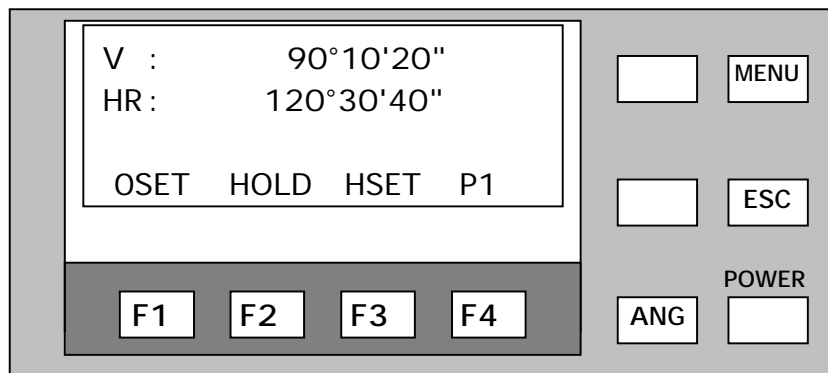 V : 90°10'20"
HR : 120°30'40"
0SET HOLD HSET P1
MENU
ESC
POWER
F1 F2 F3 F4 ANG